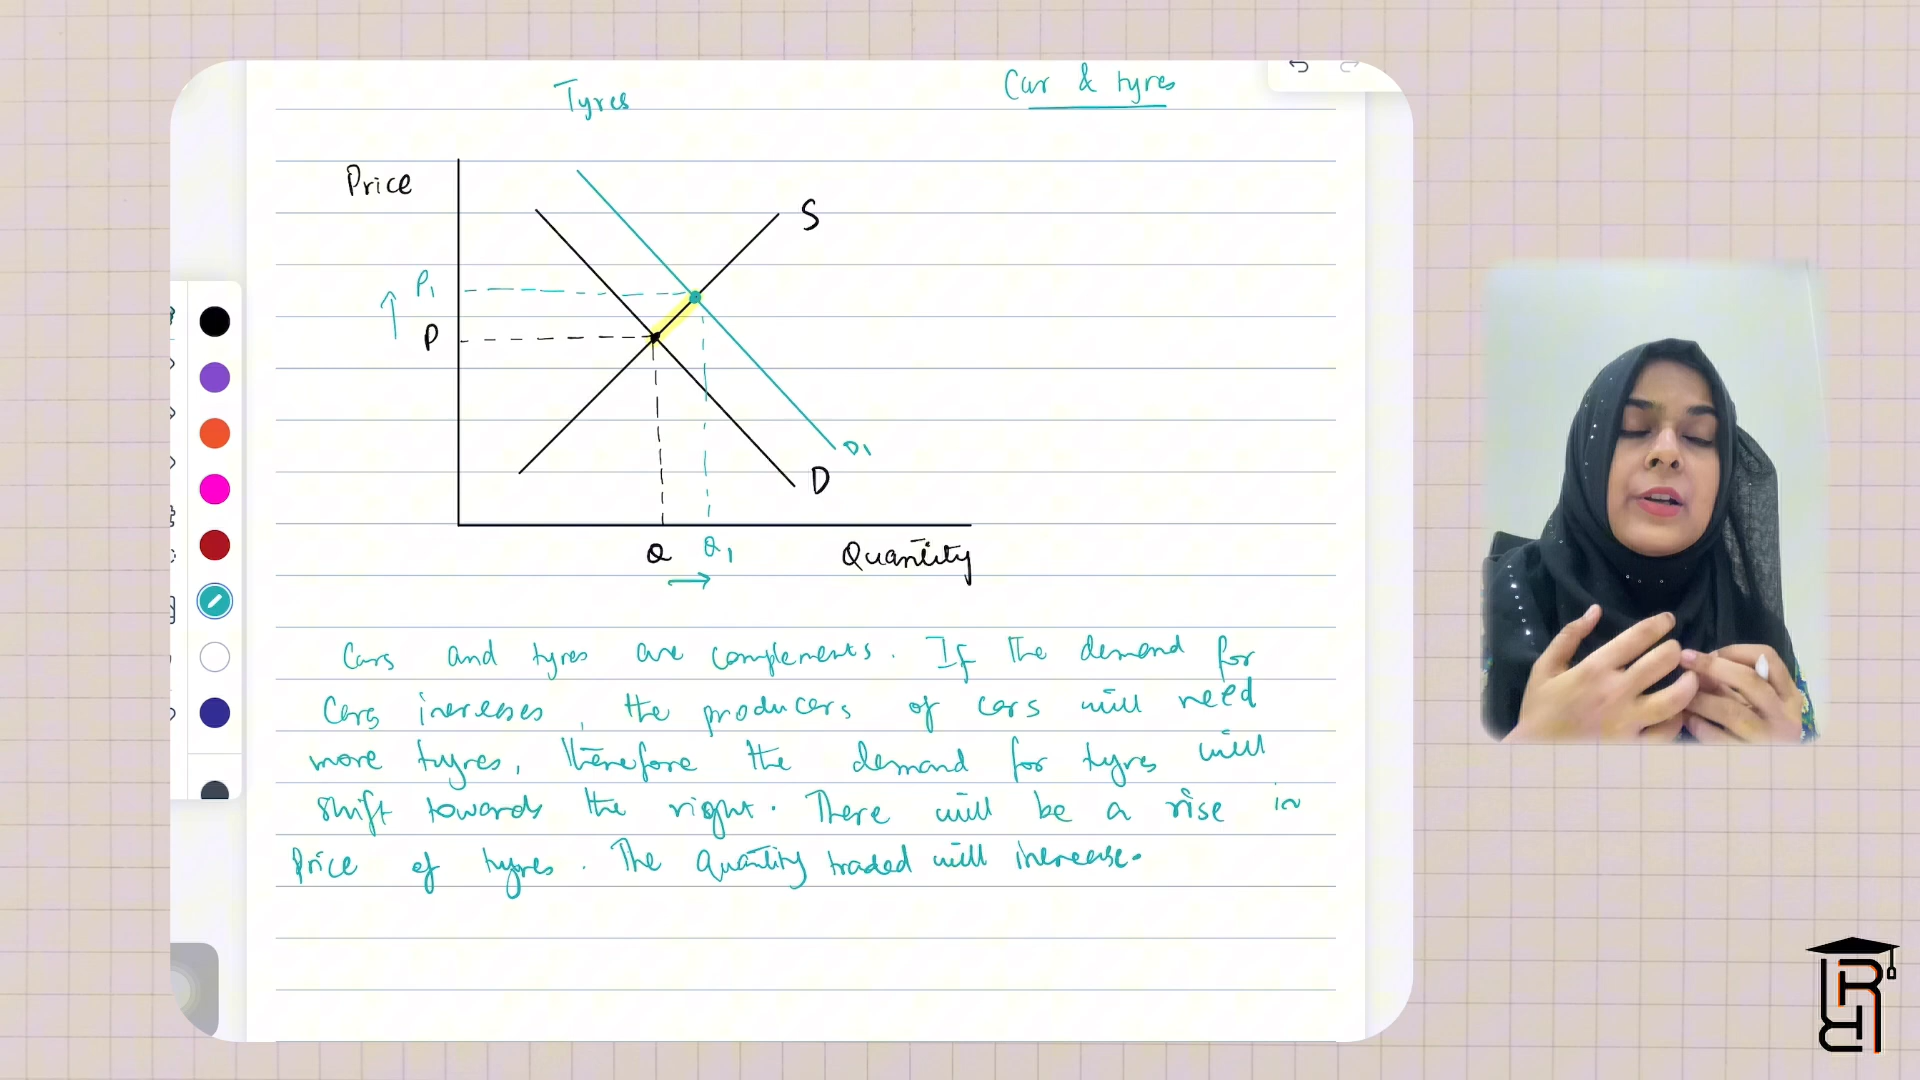 Tyres
Car & tyres
Price
S
P1
P
D1
D
Q
Q1
Quantity
Cars and tyres are complements. If the demand for
Cars increases, the producers of cars will need
more tyres, therefore the demand for tyres will
shift towards the right. There will be a rise in
Price of tyres. The Quantity traded will increase.